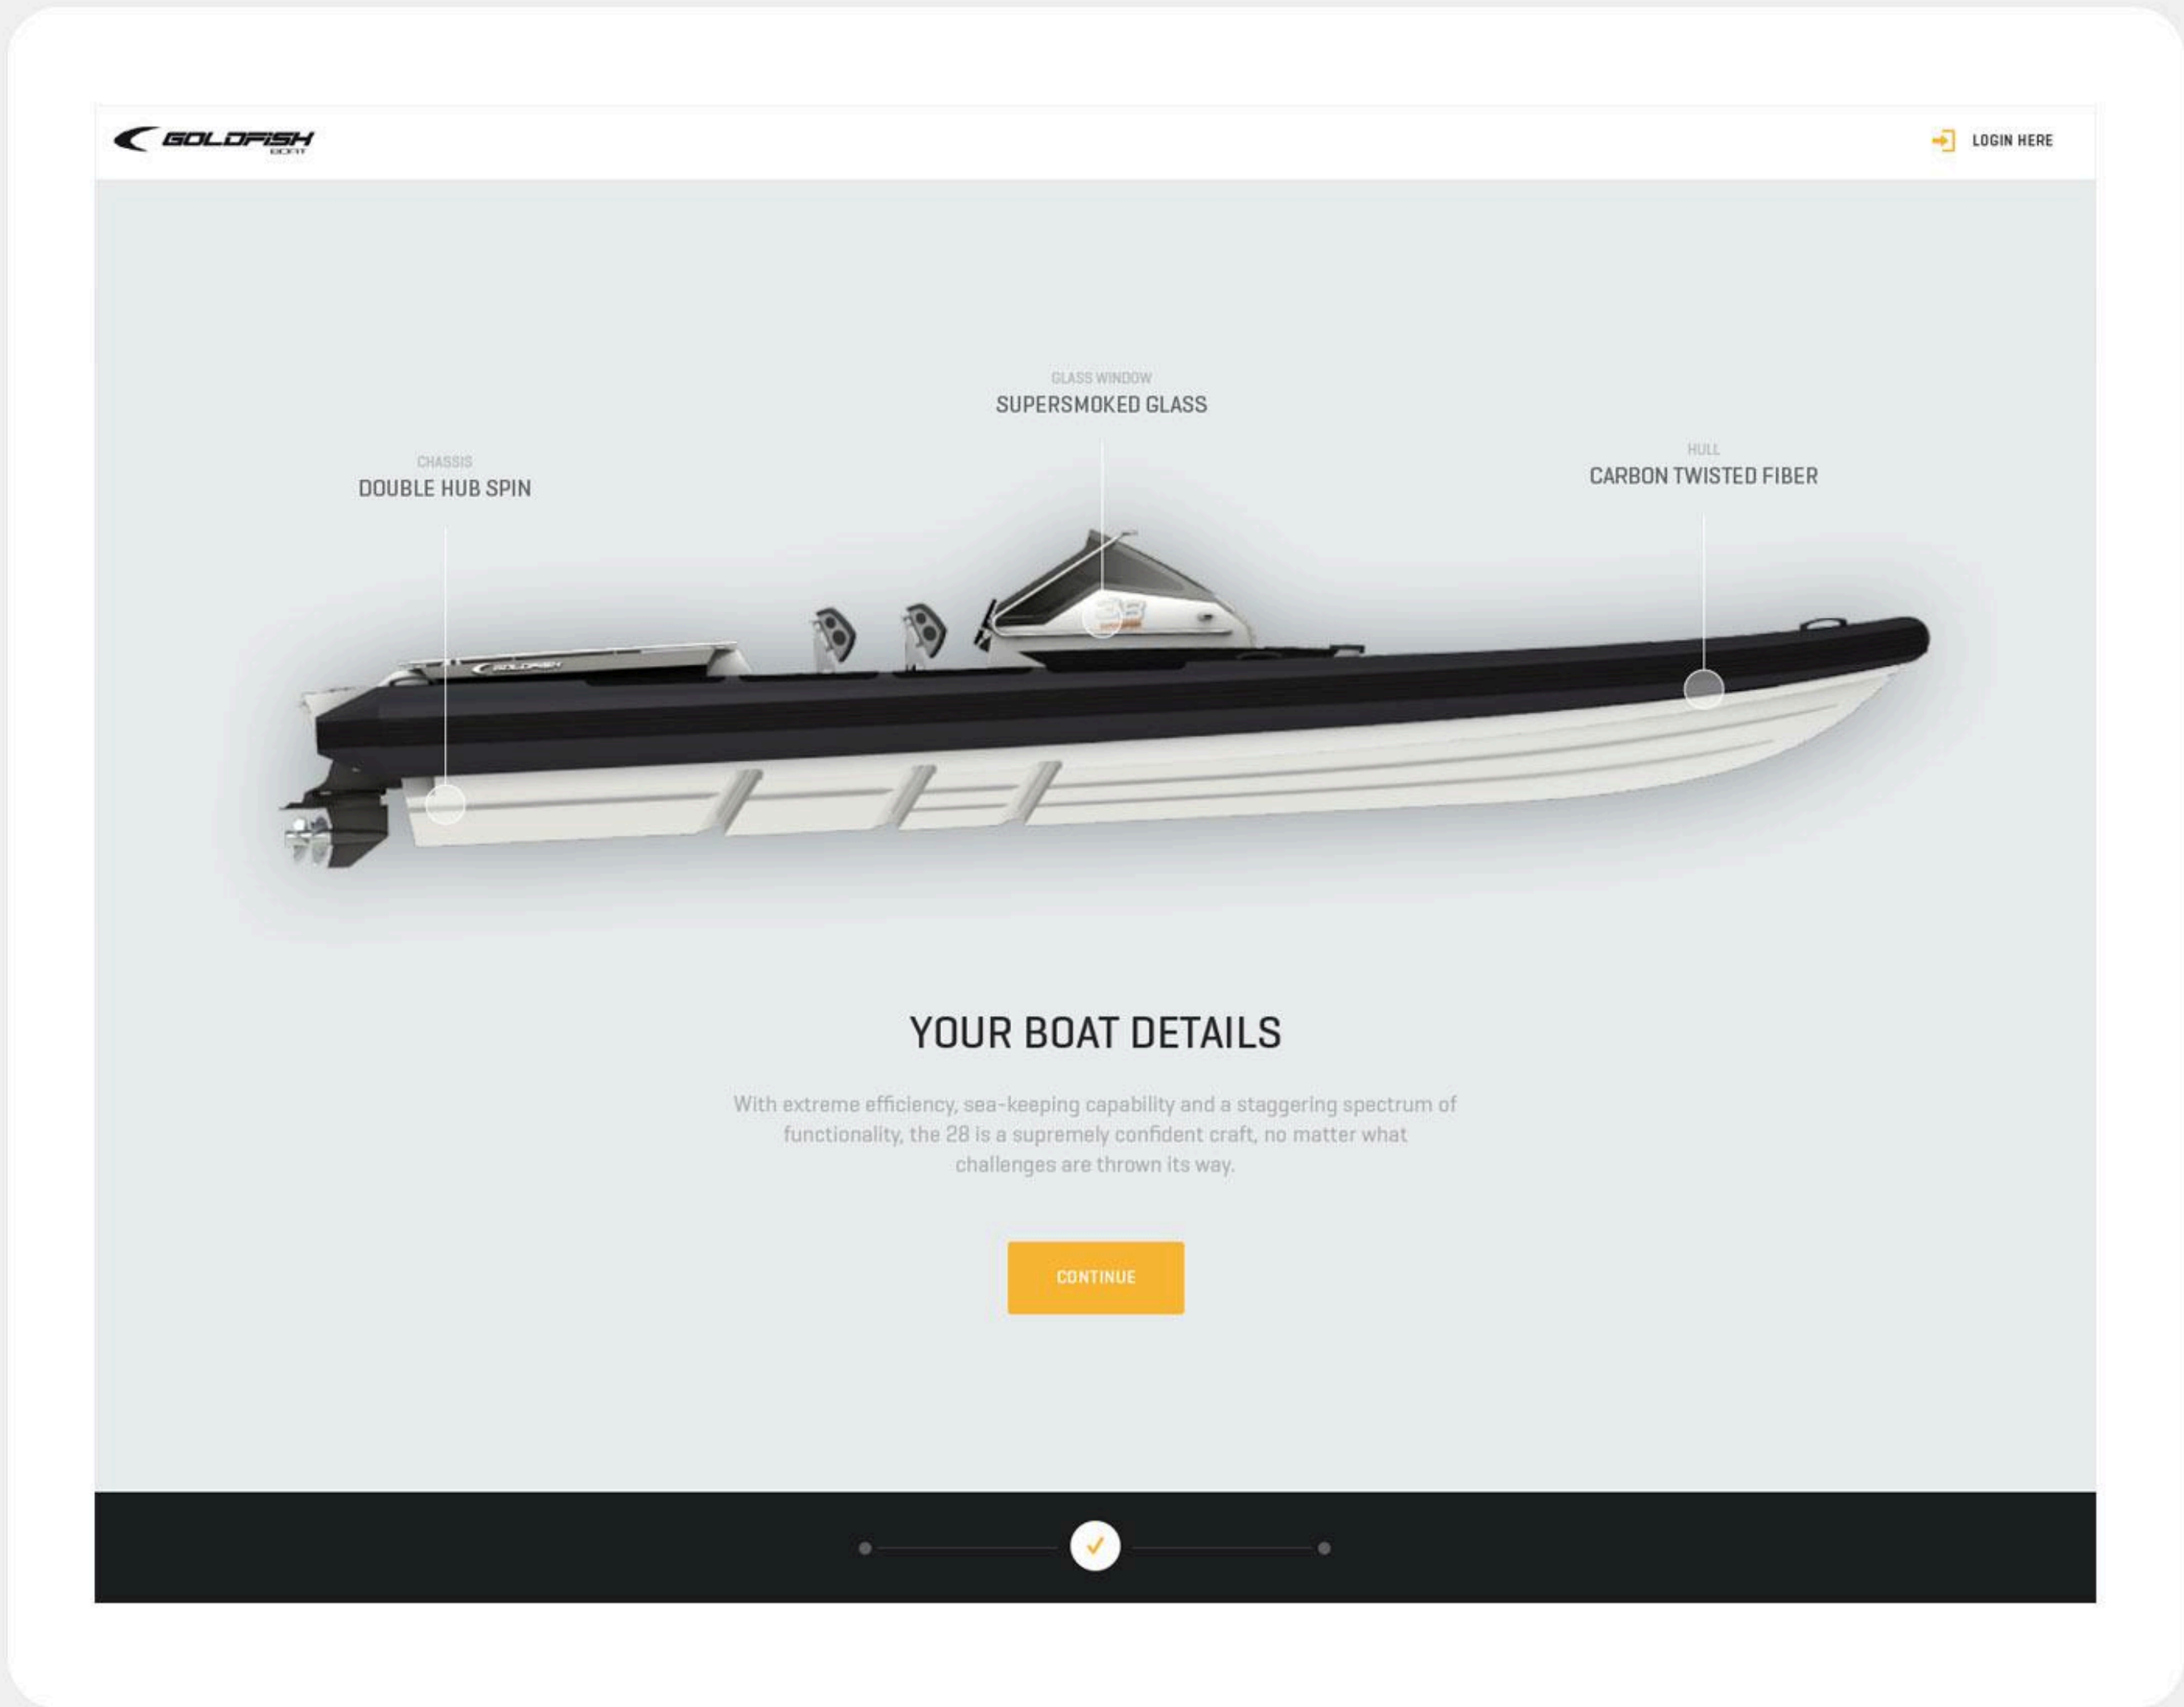 GOLDFISH
BOAT
LOGIN HERE
GLASS WINDOW
SUPERSMOKED GLASS
CHASSIS
DOUBLE HUB SPIN
HULL
CARBON TWISTED FIBER
GOLDFISH
YOUR BOAT DETAILS
With extreme efficiency, sea-keeping capability and a staggering spectrum of
functionality, the 28 is a supremely confident craft, no matter what
challenges are thrown its way.
CONTINUE